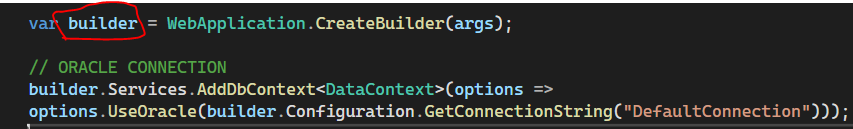 var builder = WebApplication.CreateBuilder(args);
// ORACLE CONNECTION
builder.Services.AddDbContext<DataContext>(options =>
options.UseOracle(builder.Configuration.GetConnectionString("DefaultConnection")));